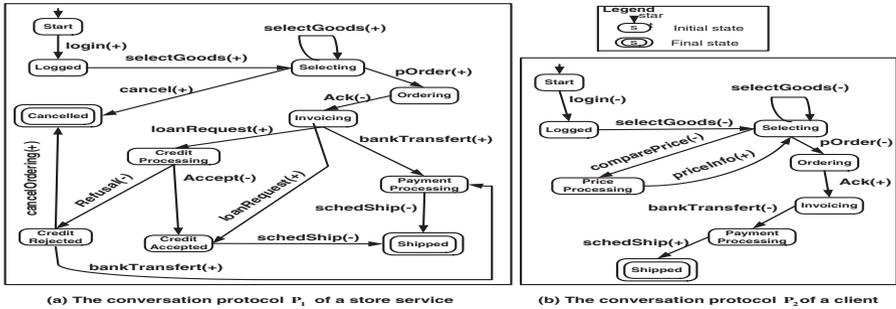 Start
login(+)
Logged
selectGoods(+)
selectGoods(+)
Selecting
cancel(+)
pOrder(+)
Ordering
Cancelled
Ack(-)
Invoicing
loanRequest(+)
bankTransfert(+)
Credit
Processing
cancelOrdering(+)
Refusal(-)
Accept(-)
loanRequest(+)
Payment
Processing
schedShip(-)
Credit
Rejected
Credit
Accepted
schedShip(-)
Shipped
bankTransfert(+)
(a) The conversation protocol P1 of a store service
Legend
star
t
S
Initial state
S
Final state
Start
login(-)
Logged
selectGoods(-)
selectGoods(-)
Selecting
comparePrice(-)
pOrder(-)
Price
Processing
priceInfo(+)
Ordering
Ack(+)
Invoicing
bankTransfert(-)
Payment
Processing
schedShip(+)
Shipped
(b) The conversation protocol P2 of a client